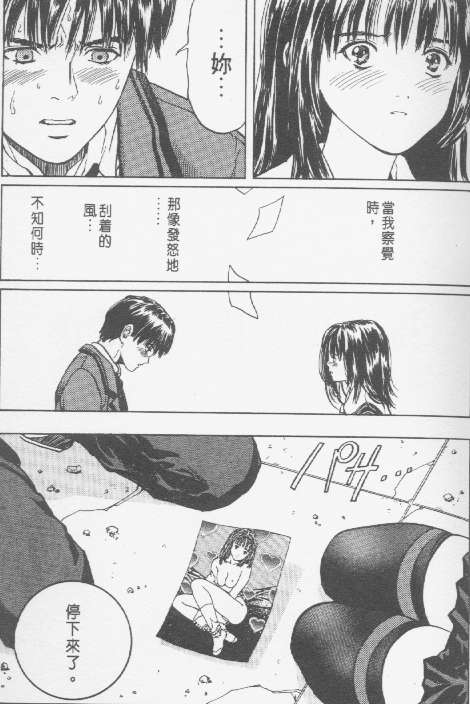 …妳…
當我察覺
時，
那像發怒地
……
刮着的
風…
不知何時…
パサ…
停下來了。